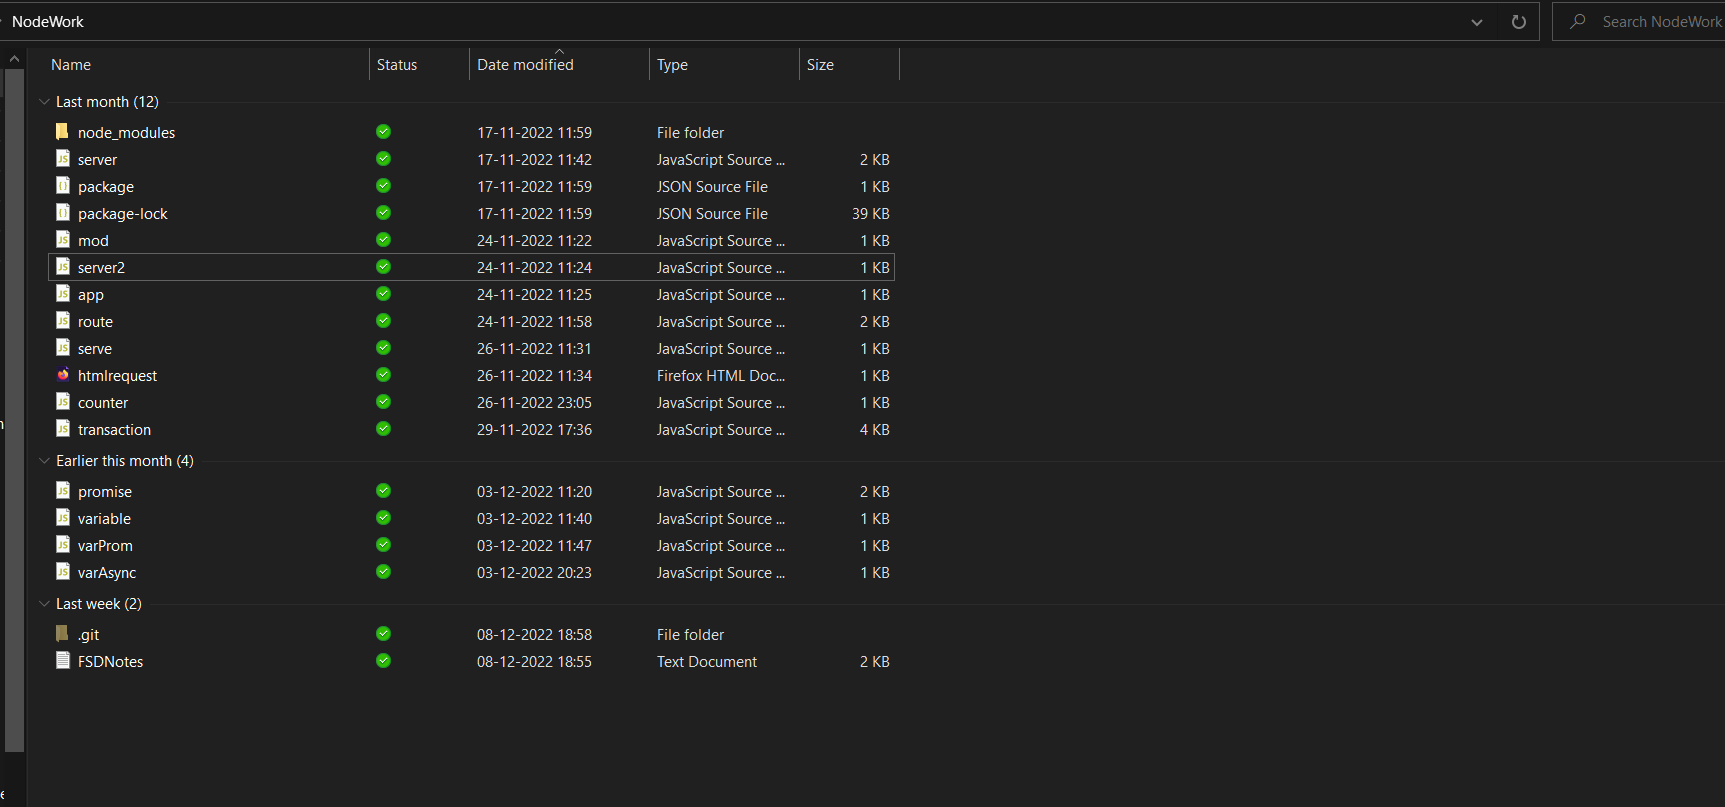 NodeWork
Search NodeWork
Name Status Date modified Type Size
Last month (12)
node_modules 17-11-2022 11:59 File folder
server 17-11-2022 11:42 JavaScript Source ... 2 KB
package 17-11-2022 11:59 JSON Source File 1 KB
package-lock 17-11-2022 11:59 JSON Source File 39 KB
mod 24-11-2022 11:22 JavaScript Source ... 1 KB
server2 24-11-2022 11:24 JavaScript Source ... 1 KB
app 24-11-2022 11:25 JavaScript Source ... 1 KB
route 24-11-2022 11:58 JavaScript Source ... 2 KB
serve 26-11-2022 11:31 JavaScript Source ... 1 KB
htmlrequest 26-11-2022 11:34 Firefox HTML Doc... 1 KB
counter 26-11-2022 23:05 JavaScript Source ... 1 KB
transaction 29-11-2022 17:36 JavaScript Source ... 4 KB
Earlier this month (4)
promise 03-12-2022 11:20 JavaScript Source ... 2 KB
variable 03-12-2022 11:40 JavaScript Source ... 1 KB
varProm 03-12-2022 11:47 JavaScript Source ... 1 KB
varAsync 03-12-2022 20:23 JavaScript Source ... 1 KB
Last week (2)
.git 08-12-2022 18:58 File folder
FSDNotes 08-12-2022 18:55 Text Document 2 KB